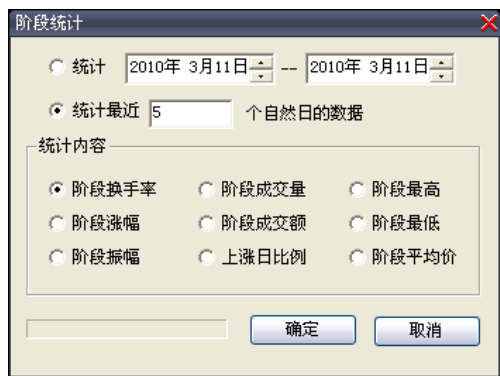 阶段统计
统计 2010年 3月11日 -- 2010年 3月11日
统计最近 5 个自然日的数据
统计内容
阶段换手率 阶段成交量 阶段最高
阶段涨幅 阶段成交额 阶段最低
阶段振幅 上涨日比例 阶段平均价
确定 取消